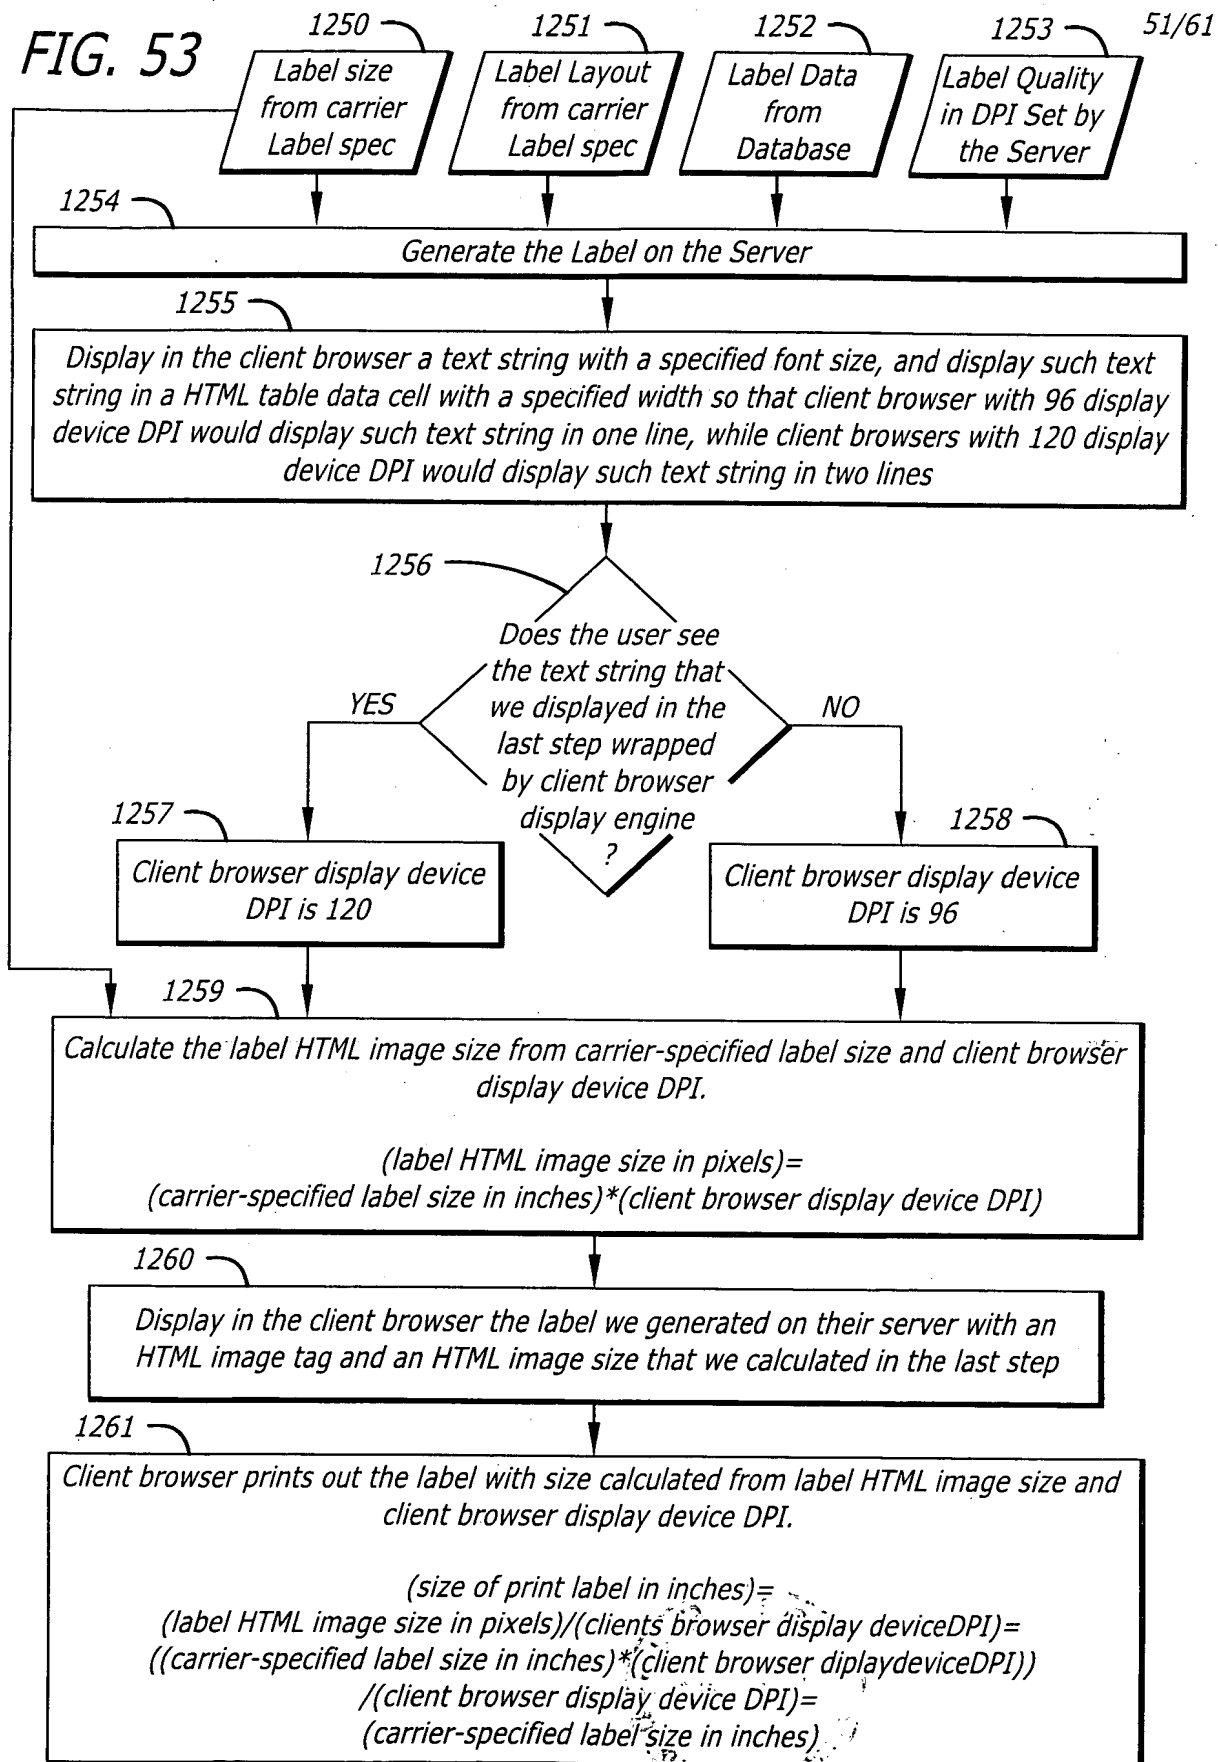 FIG. 53
51/61
1250
1251
1252
1253
Label size
from carrier
Label spec
Label Layout
from carrier
Label spec
Label Data
from
Database
Label Quality
in DPI Set by
the Server
1254
Generate the Label on the Server
1255
Display in the client browser a text string with a specified font size, and display such text
string in a HTML table data cell with a specified width so that client browser with 96 display
device DPI would display such text string in one line, while client browsers with 120 display
device DPI would display such text string in two lines
1256
Does the user see
the text string that
we displayed in the
last step wrapped
by client browser
display engine
?
YES
NO
1257
Client browser display device
DPI is 120
1258
Client browser display device
DPI is 96
1259
Calculate the label HTML image size from carrier-specified label size and client browser
display device DPI.
(label HTML image size in pixels)=
(carrier-specified label size in inches)*(client browser display device DPI)
1260
Display in the client browser the label we generated on their server with an
HTML image tag and an HTML image size that we calculated in the last step
1261
Client browser prints out the label with size calculated from label HTML image size and
client browser display device DPI.
(size of print label in inches)=
(label HTML image size in pixels)/(clients browser display deviceDPI)=
((carrier-specified label size in inches)*(client browser diplaydeviceDPI))
/(client browser display device DPI)=
(carrier-specified label size in inches)